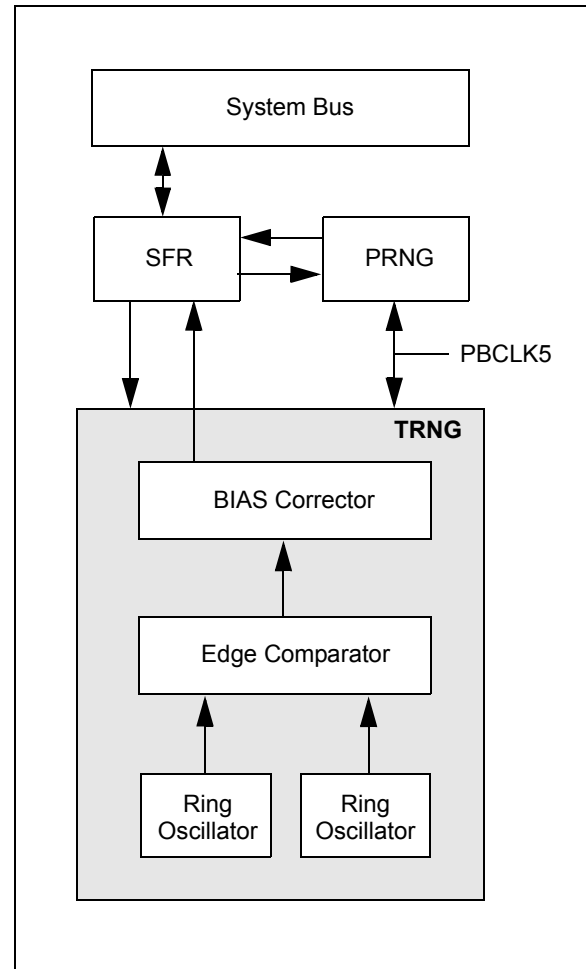 System Bus
SFR
PRNG
PBCLK5
TRNG
BIAS Corrector
Edge Comparator
Ring
Oscillator
Ring
Oscillator